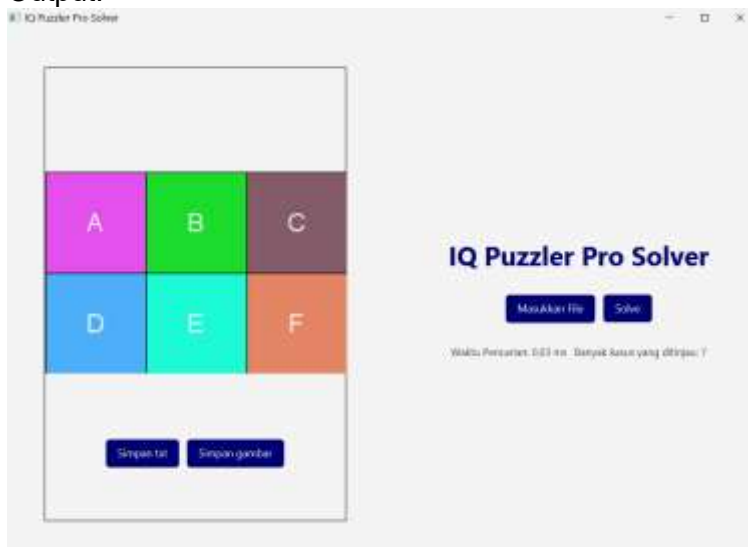 Output:
IQ Puzzler Pro Solver
A B C
D E F
IQ Puzzler Pro Solver
Masukkan File Solve
Waktu Pencarian: 0.03 ms Banyak kasus yang ditinjau: 7
Simpan txt Simpan gambar